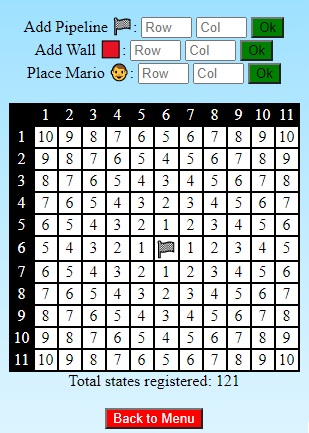 Add Pipeline : Row Col Ok
Add Wall : Row Col Ok
Place Mario : Row Col Ok
1 2 3 4 5 6 7 8 9 10 11
1 10 9 8 7 6 5 6 7 8 9 10
2 9 8 7 6 5 4 5 6 7 8 9
3 8 7 6 5 4 3 4 5 6 7 8
4 7 6 5 4 3 2 3 4 5 6 7
5 6 5 4 3 2 1 2 3 4 5 6
6 5 4 3 2 1 1 2 3 4 5
7 6 5 4 3 2 1 2 3 4 5 6
8 7 6 5 4 3 2 3 4 5 6 7
9 8 7 6 5 4 3 4 5 6 7 8
10 9 8 7 6 5 4 5 6 7 8 9
11 10 9 8 7 6 5 6 7 8 9 10
Total states registered: 121
Back to Menu